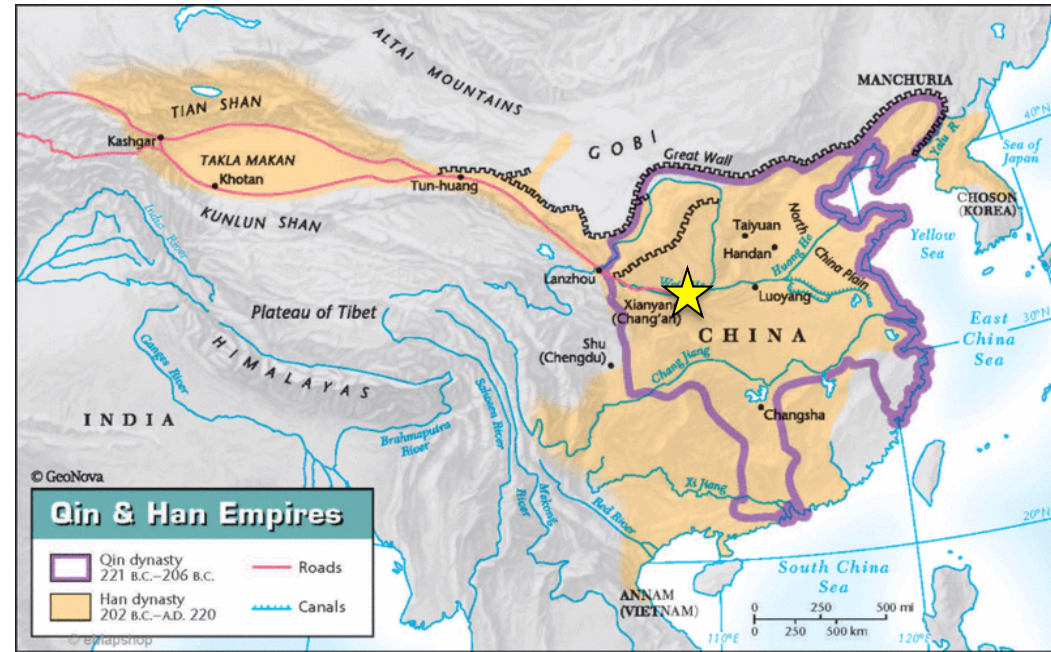 ALTAI MOUNTAINS
MANCHURIA
TIAN SHAN
GOBI
Great Wall
Yalu R.
40°N
Sea of
Japan
Kashgar
TAKLA MAKAN
Khotan
Tun-huang
KUNLUN SHAN
CHOSON
(KOREA)
Indus River
Taiyuan
Handan
North
China Plain
Huang He
Yellow
Sea
Lanzhou
Luoyang
Xianyang
(Chang'an)
Plateau of Tibet
CHINA
30°N
East
China
Sea
Shu
(Chengdu)
Chang Jiang
HIMALAYAS
Ganges River
Salween River
Changsha
INDIA
Brahmaputra
River
Xi Jiang
Mekong
River
Red River
20°N
© GeoNova
Qin & Han Empires
Qin dynasty
221 B.C.–206 B.C.
Roads
Han dynasty
202 B.C.–A.D. 220
Canals
South China
Sea
ANNAM
(VIETNAM)
0 250 500 mi
0 250 500 km
110°E
120°E
© eMapshop